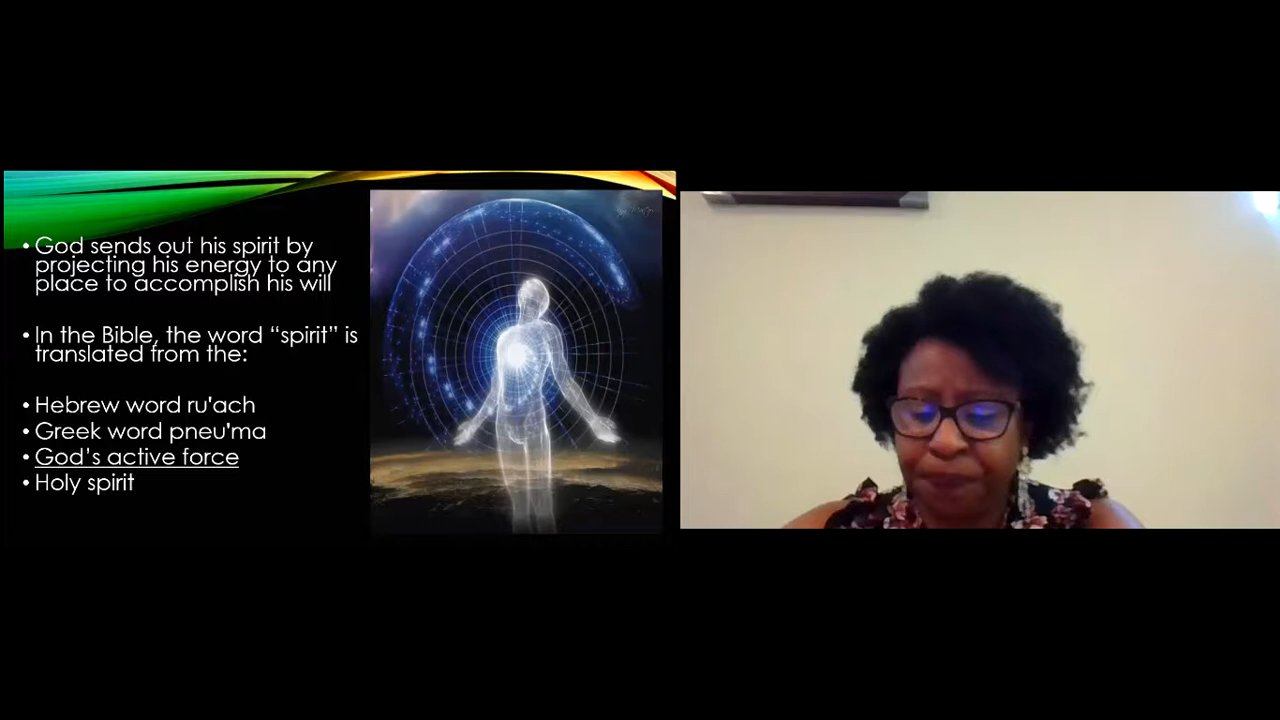 • God sends out his spirit by
projecting his energy to any
place to accomplish his will
• In the Bible, the word “spirit” is
translated from the:
• Hebrew word ru'ach
• Greek word pneu'ma
• God’s active force
• Holy spirit